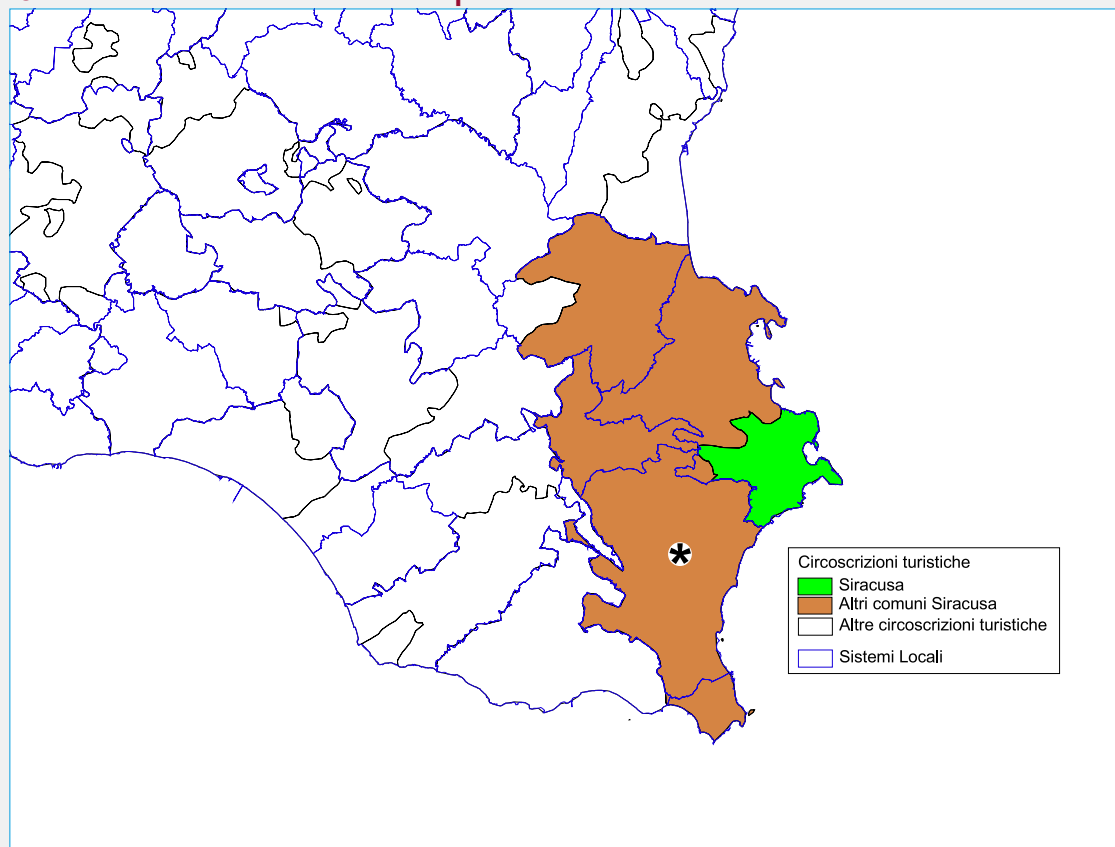 Circoscrizioni turistiche
Siracusa
Altri comuni Siracusa
Altre circoscrizioni turistiche
Sistemi Locali